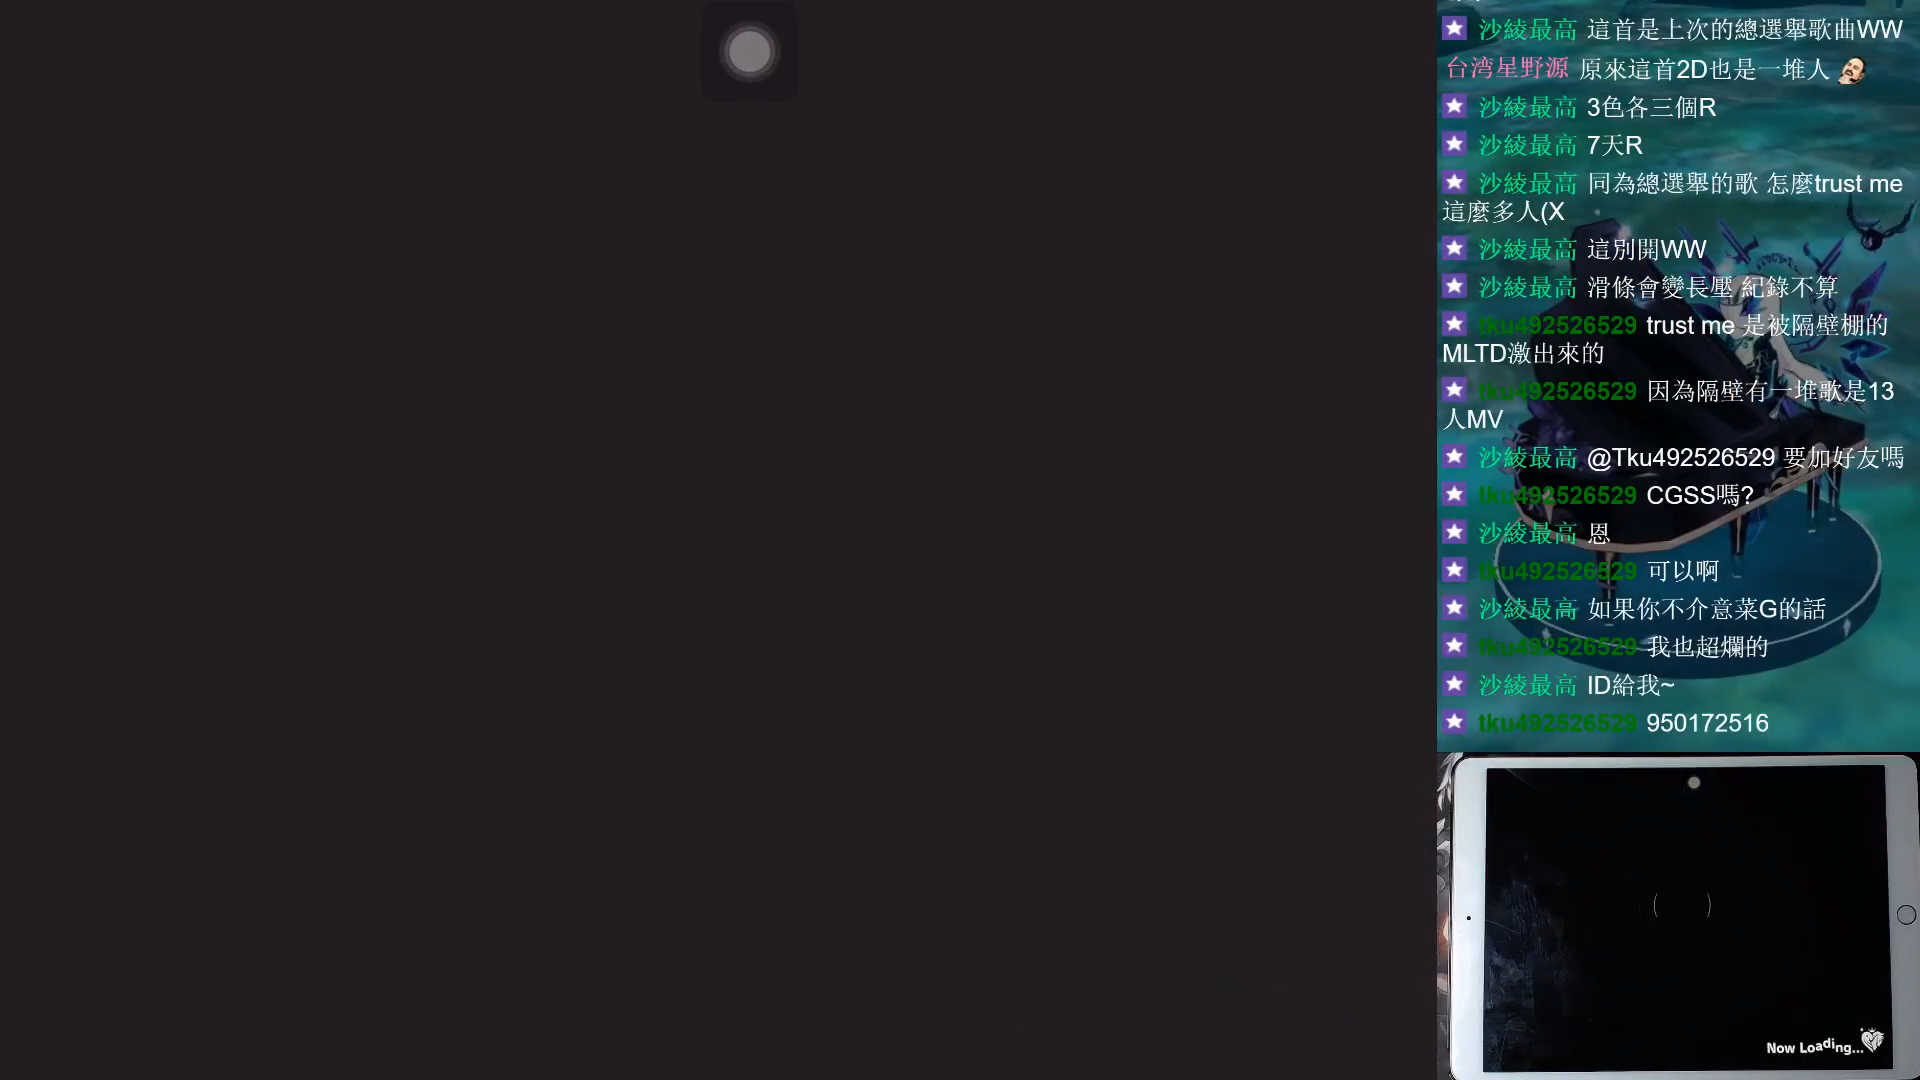 沙綾最高 這首是上次的總選舉歌曲WW
台湾星野源 原來這首2D也是一堆人
沙綾最高 3色各三個R
沙綾最高 7天R
沙綾最高 同為總選舉的歌 怎麼trust me
這麼多人(X
沙綾最高 這別開WW
沙綾最高 滑條會變長壓 紀錄不算
tku492526529 trust me 是被隔壁棚的
MLTD激出來的
tku492526529 因為隔壁有一堆歌是13
人MV
沙綾最高 @Tku492526529 要加好友嗎
tku492526529 CGSS嗎?
沙綾最高 恩
tku492526529 可以啊
沙綾最高 如果你不介意菜G的話
tku492526529 我也超爛的
沙綾最高 ID給我~
tku492526529 950172516
Now Loading...